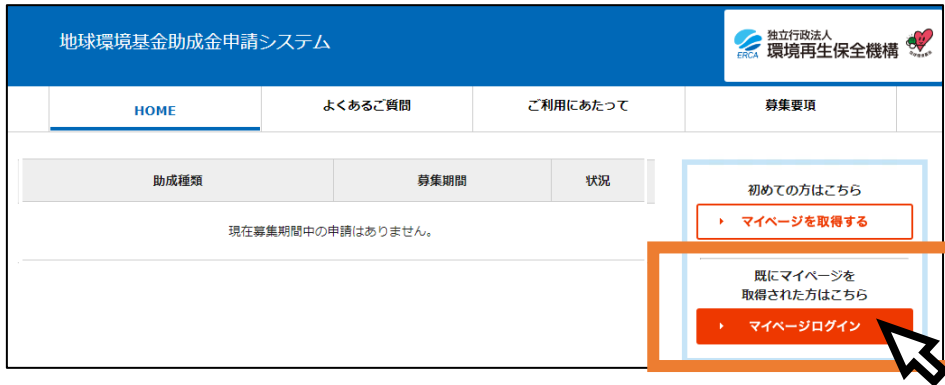 地球環境基金助成金申請システム
ERCA
独立行政法人
環境再生保全機構
HOME
よくあるご質問
ご利用にあたって
募集要項
助成種類
募集期間
状況
現在募集期間中の申請はありません。
初めての方はこちら
マイページを取得する
既にマイページを
取得された方はこちら
マイページログイン